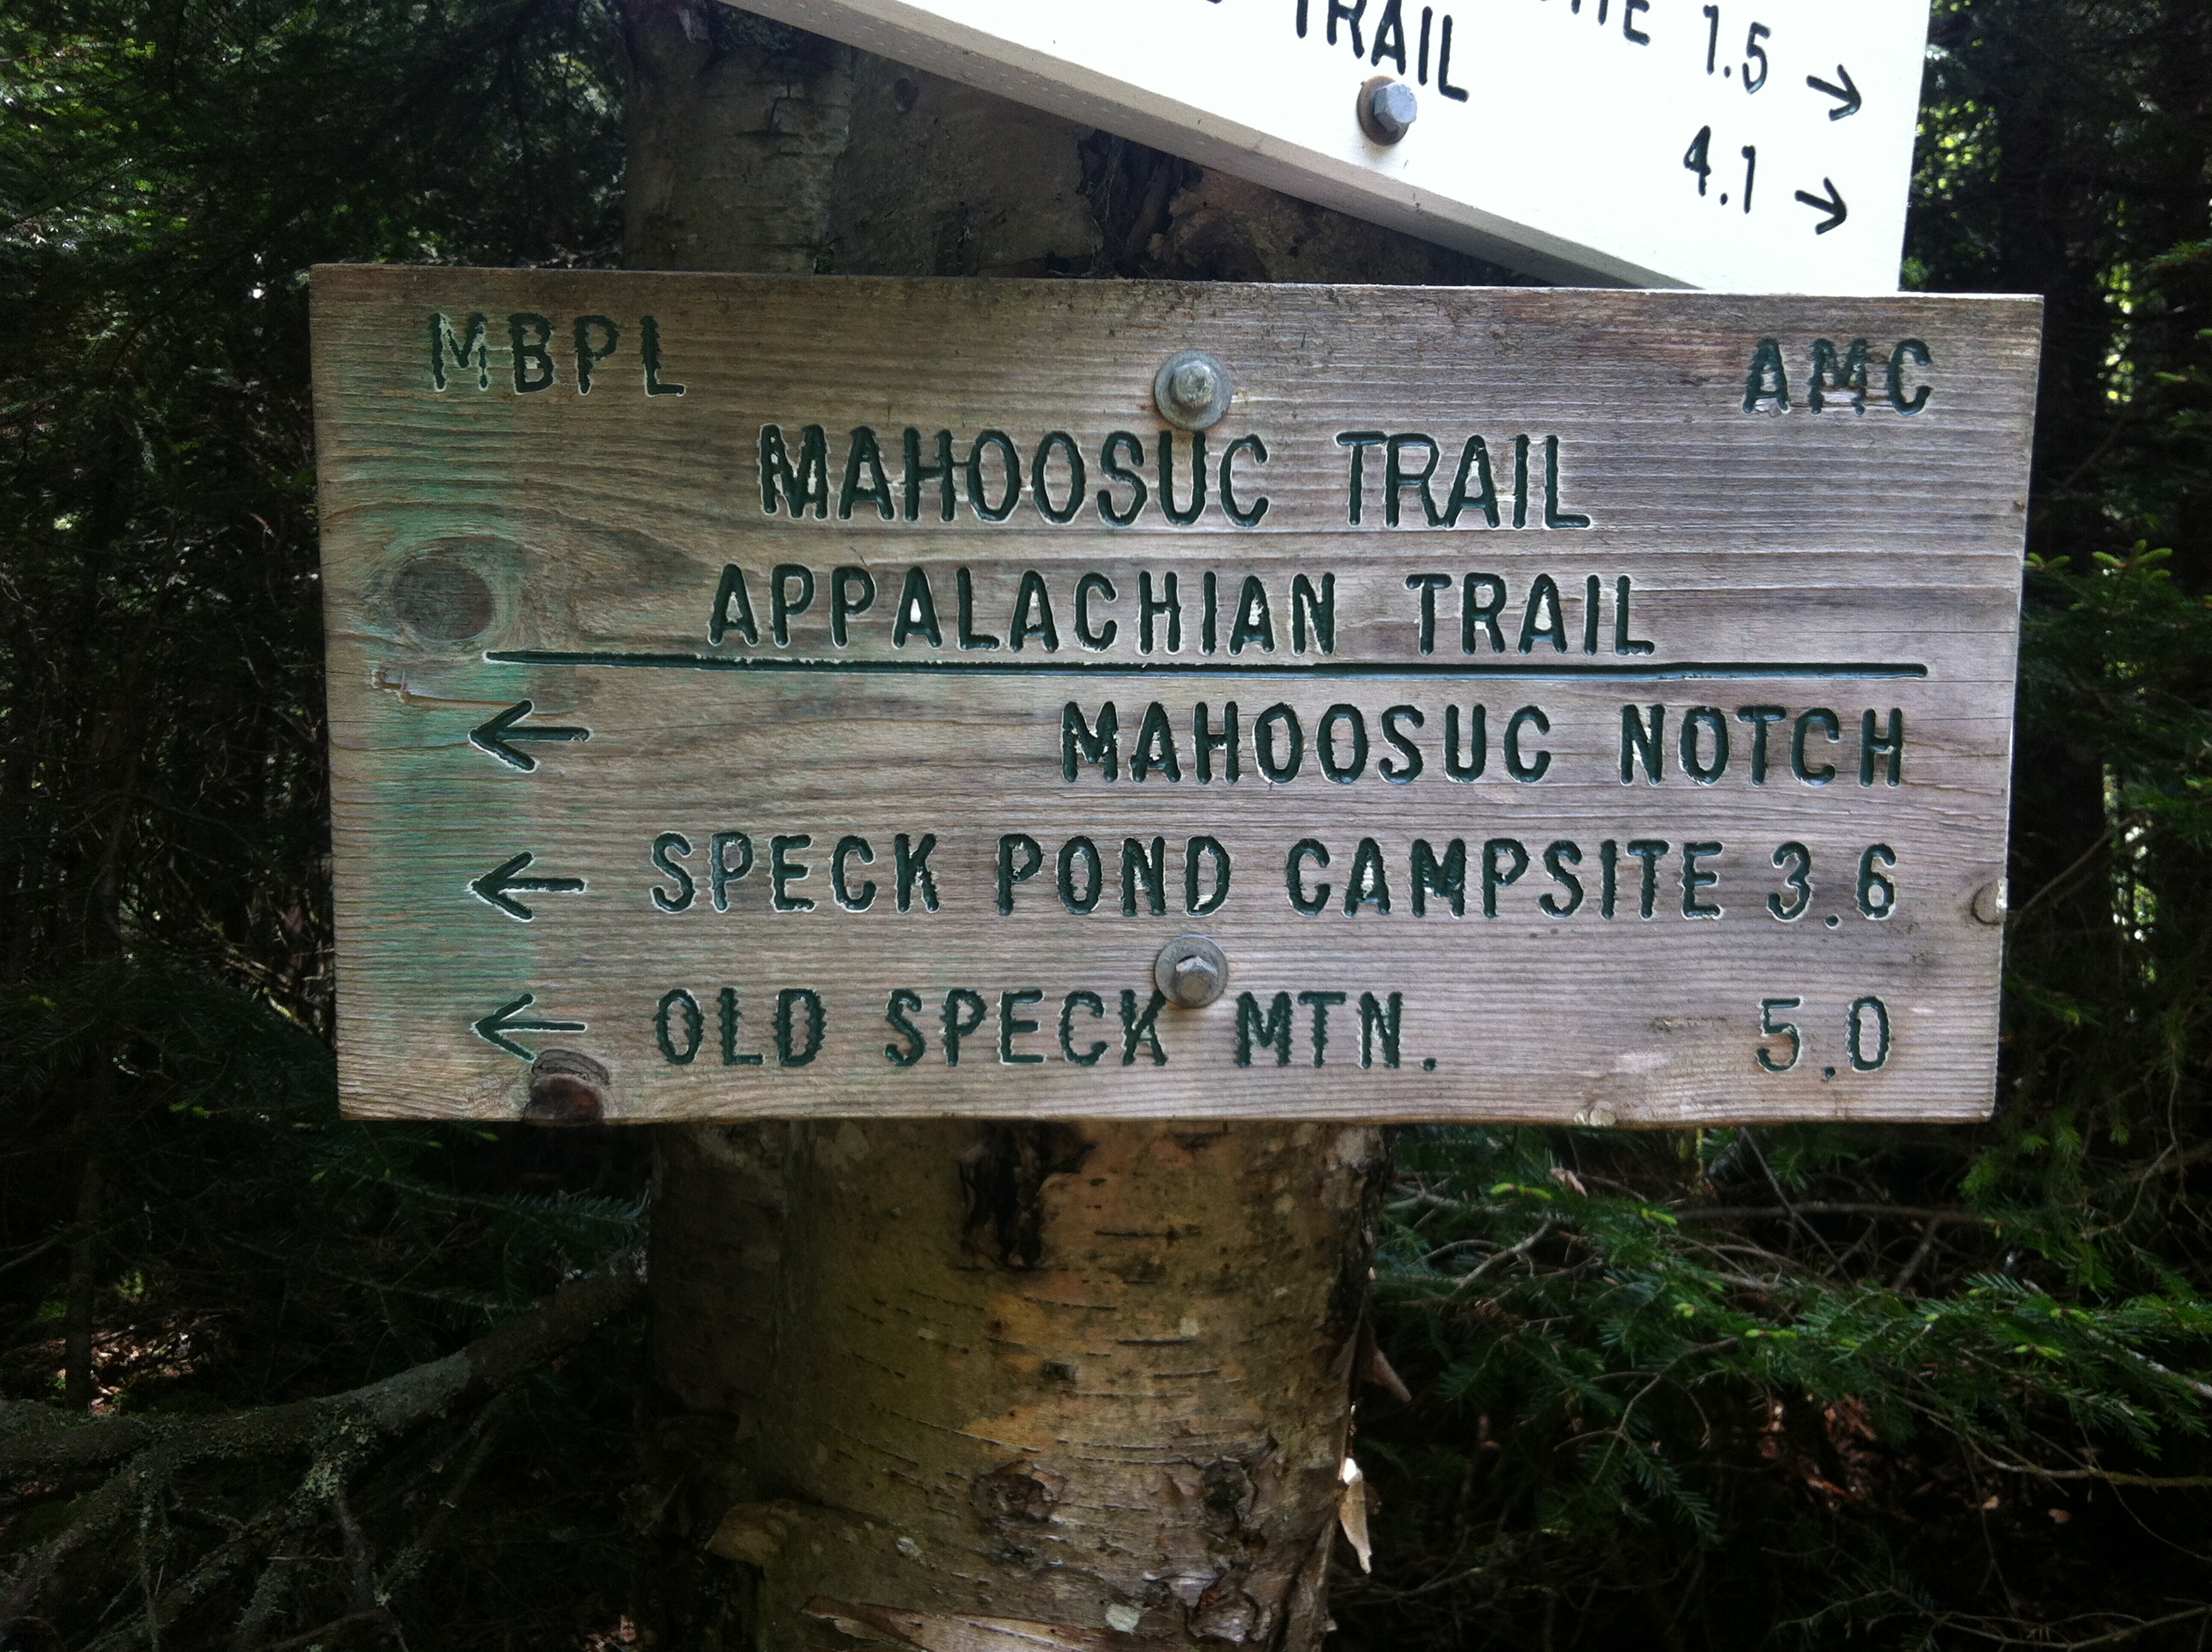 1.5 →
TRAIL
4.1 →
MBPL AMC
MAHOOSUC TRAIL
APPALACHIAN TRAIL
← MAHOOSUC NOTCH
← SPECK POND CAMPSITE 3.6
← OLD SPECK MTN. 5.0